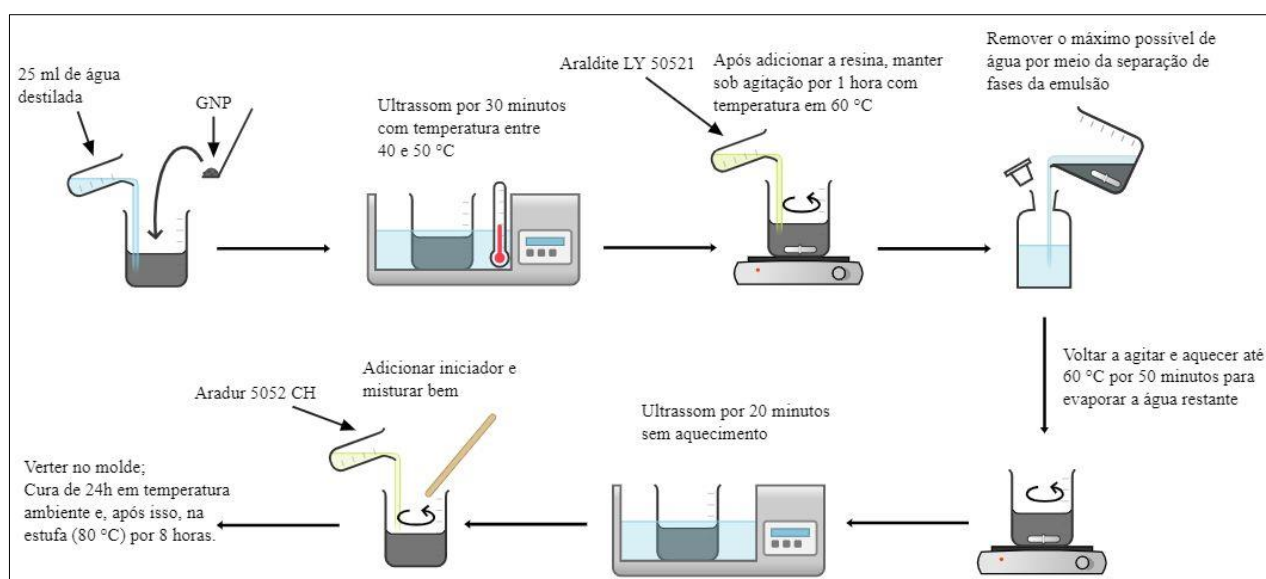 25 ml de água
destilada
GNP
Ultrassom por 30 minutos
com temperatura entre
40 e 50 °C
Araldite LY 50521
Após adicionar a resina, manter
sob agitação por 1 hora com
temperatura em 60 °C
Remover o máximo possível de
água por meio da separação de
fases da emulsão
Voltar a agitar e aquecer até
60 °C por 50 minutos para
evaporar a água restante
Ultrassom por 20 minutos
sem aquecimento
Adicionar iniciador e
misturar bem
Aradur 5052 CH
Verter no molde;
Cura de 24h em temperatura
ambiente e, após isso, na
estufa (80 °C) por 8 horas.